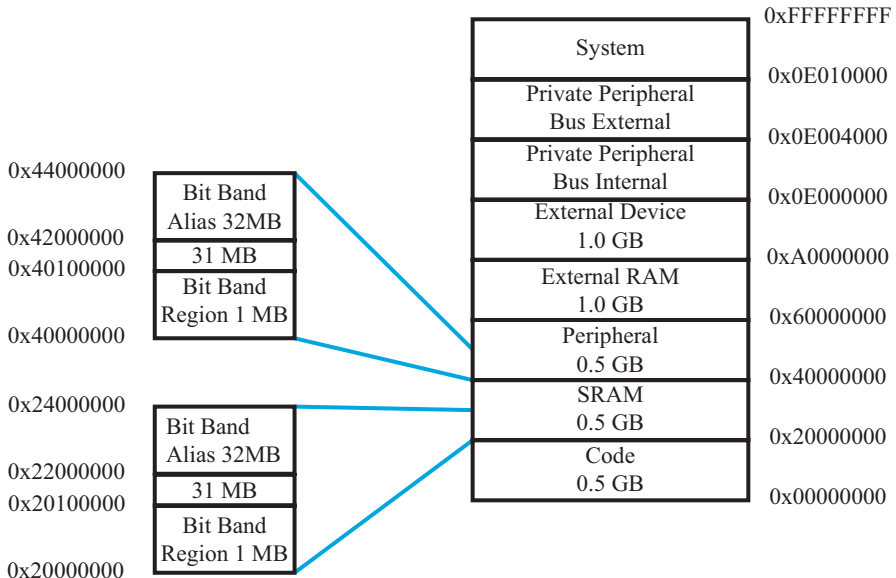 0xFFFFFFFF
System
0x0E010000
Private Peripheral
Bus External
0x0E004000
Private Peripheral
Bus Internal
0x0E000000
External Device
1.0 GB
0xA0000000
External RAM
1.0 GB
0x60000000
Peripheral
0.5 GB
0x40000000
SRAM
0.5 GB
0x20000000
Code
0.5 GB
0x00000000
0x44000000
Bit Band
Alias 32MB
0x42000000
31 MB
0x40100000
Bit Band
Region 1 MB
0x40000000
0x24000000
Bit Band
Alias 32MB
0x22000000
31 MB
0x20100000
Bit Band
Region 1 MB
0x20000000